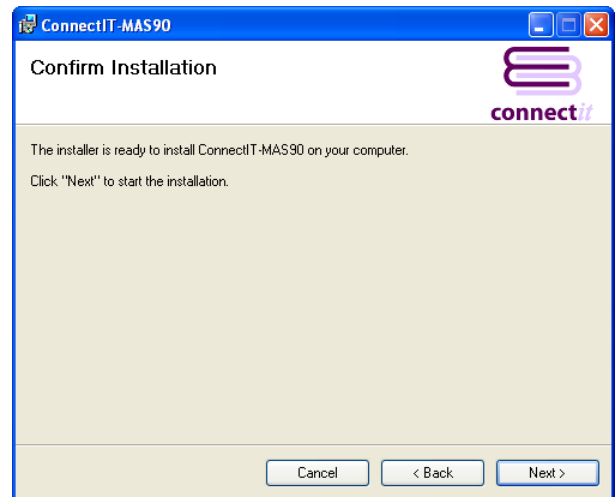 ConnectIT-MAS90
Confirm Installation
connectit
The installer is ready to install ConnectIT-MAS90 on your computer.
Click "Next" to start the installation.
Cancel
< Back
Next >